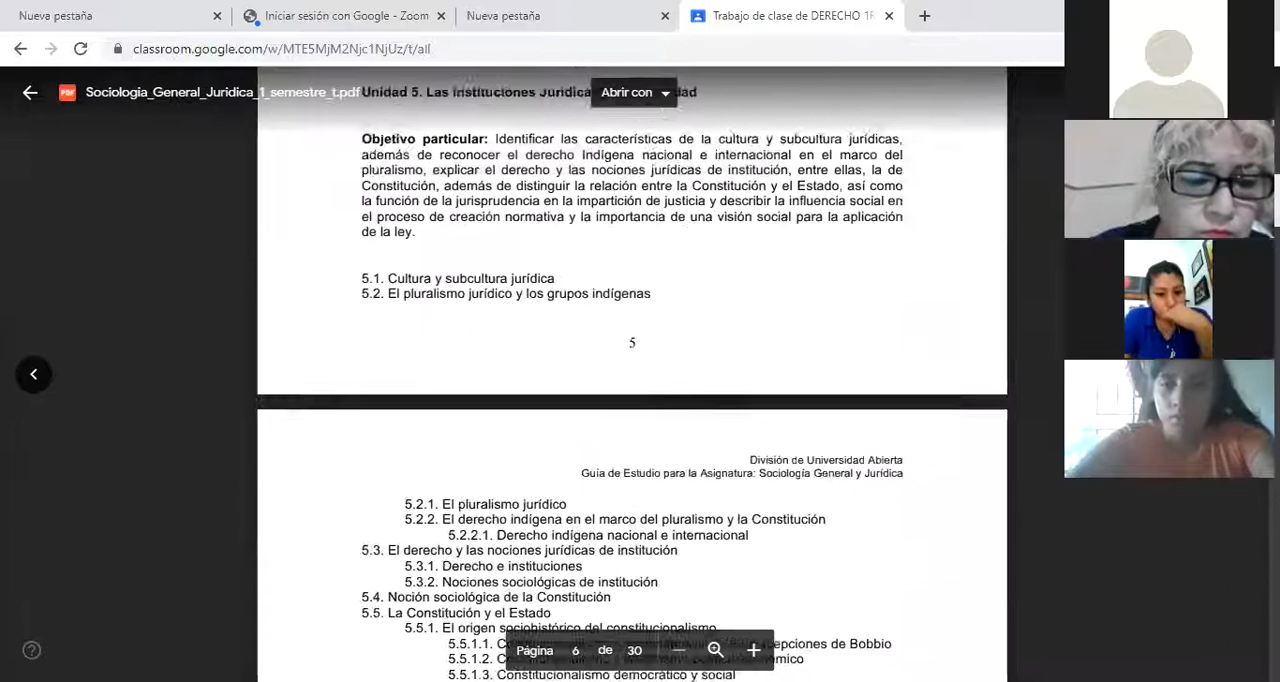 Nueva pestaña
Iniciar sesión con Google - Zoom
Nueva pestaña
Trabajo de clase de DERECHO 1
classroom.google.com/w/MTE5MjM2Njc1NjUz/t/all
PDF
Sociologia_General_Juridica_1_semestre_t.pdf
Unidad 5. Las Instituciones
Abrir con
Objetivo particular: Identificar las características de la cultura y subcultura jurídicas,
además de reconocer el derecho Indígena nacional e internacional en el marco del
pluralismo, explicar el derecho y las nociones jurídicas de institución, entre ellas, la de
Constitución, además de distinguir la relación entre la Constitución y el Estado, así como
la función de la jurisprudencia en la impartición de justicia y describir la influencia social en
el proceso de creación normativa y la importancia de una visión social para la aplicación
de la ley.
5.1. Cultura y subcultura jurídica
5.2. El pluralismo jurídico y los grupos indígenas
5
División de Universidad Abierta
Guía de Estudio para la Asignatura: Sociología General y Jurídica
5.2.1. El pluralismo jurídico
5.2.2. El derecho indígena en el marco del pluralismo y la Constitución
5.2.2.1. Derecho indígena nacional e internacional
5.3. El derecho y las nociones jurídicas de institución
5.3.1. Derecho e instituciones
5.3.2. Nociones sociológicas de institución
5.4. Noción sociológica de la Constitución
5.5. La Constitución y el Estado
5.5.1. El origen sociohistórico del constitucionalismo
5.5.1.1. de Bobbio
5.5.1.2.
5.5.1.3. Constitucionalismo democrático y social
Página 6 de 30